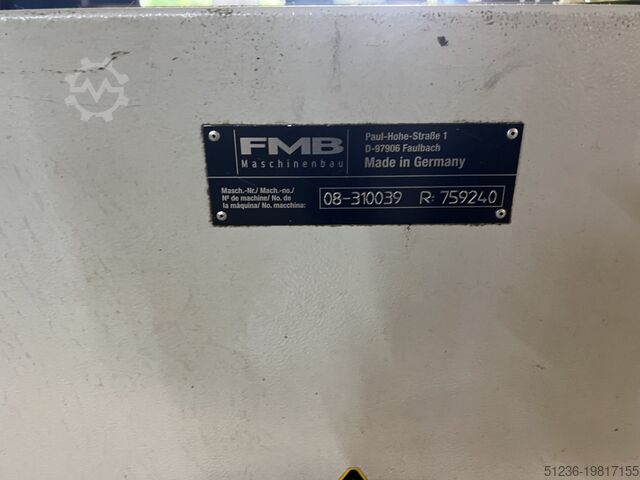 FMB
Maschinenbau
Paul-Hohe-Straße 1
D-97906 Faulbach
Made in Germany
Masch.-Nr./ Mach.-no./
Nº de machine/ No. de
la máquina/ No. macchina:
08-310039 R: 759240
51236-19817155